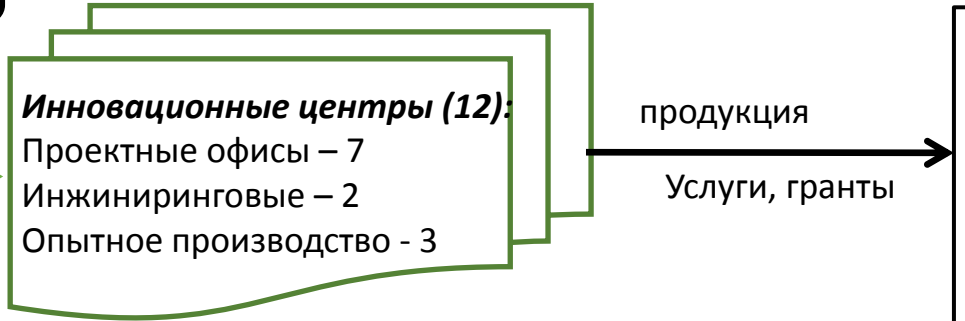 Инновационные центры (12):
Проектные офисы – 7
Инжиниринговые – 2
Опытное производство - 3
продукция
Услуги, гранты